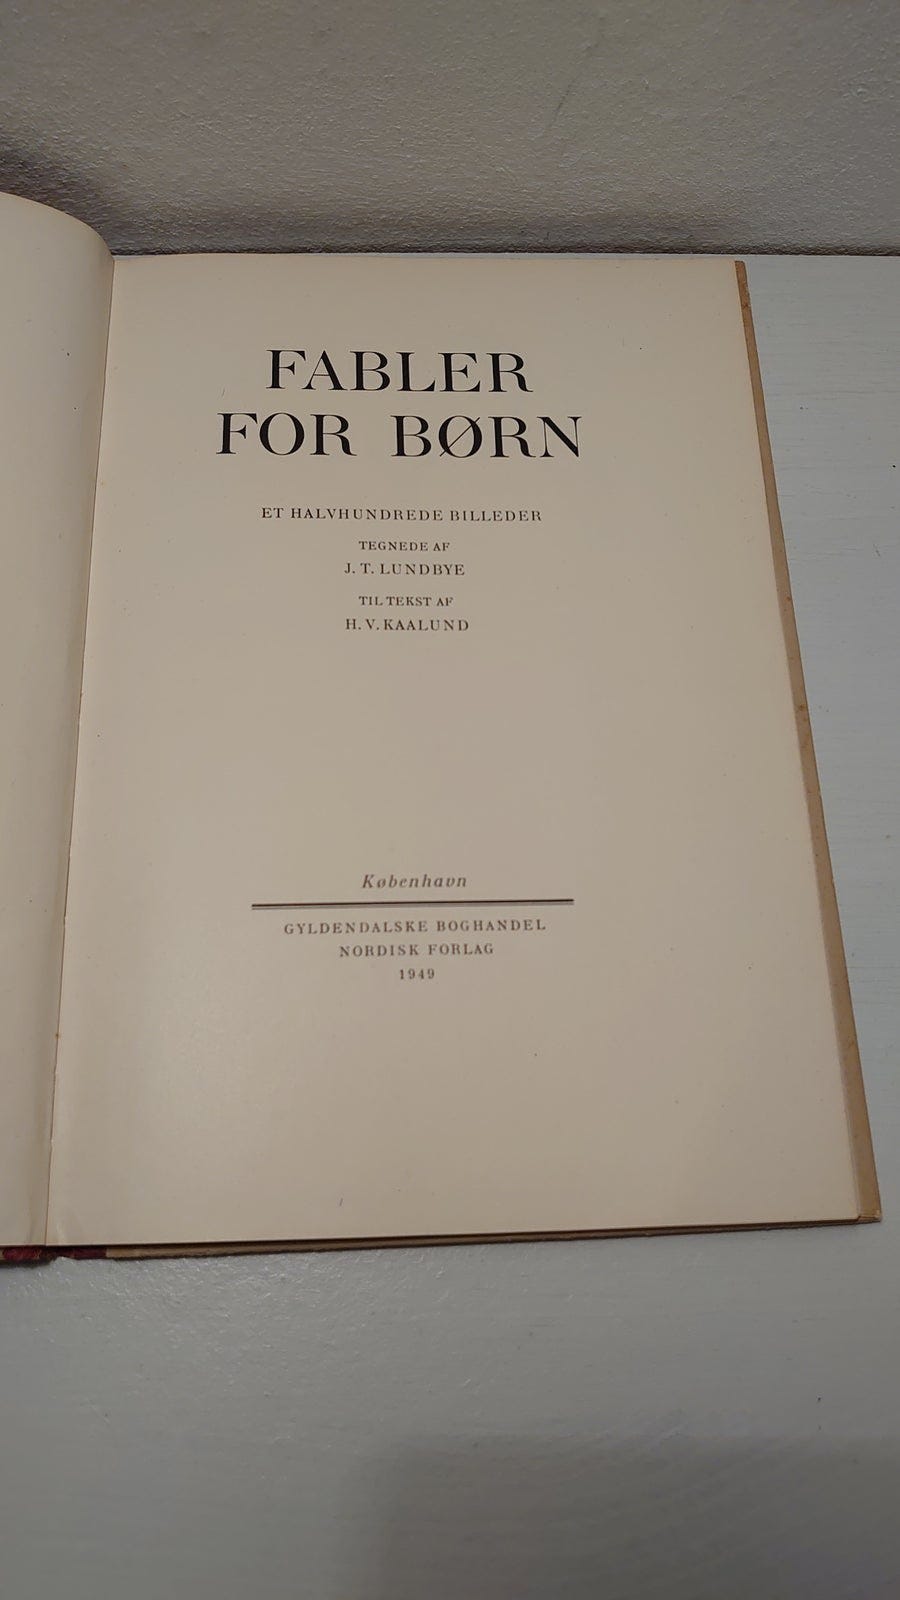 FABLER
FOR BØRN
ET HALVHUNDREDE BILLEDER
TEGNEDE AF
J. T. LUNDBYE
TIL TEKST AF
H. V. KAALUND
København
GYLDENDALSKE BOGHANDEL
NORDISK FORLAG
1949